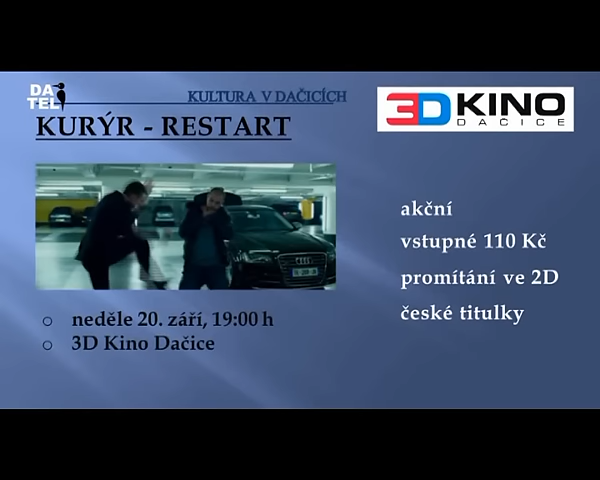 DA
TEL
KULTURA V DAČICÍCH
KURÝR - RESTART
3D KINO
DAČICE
akční
vstupné 110 Kč
promítání ve 2D
české titulky
neděle 20. září, 19:00 h
3D Kino Dačice